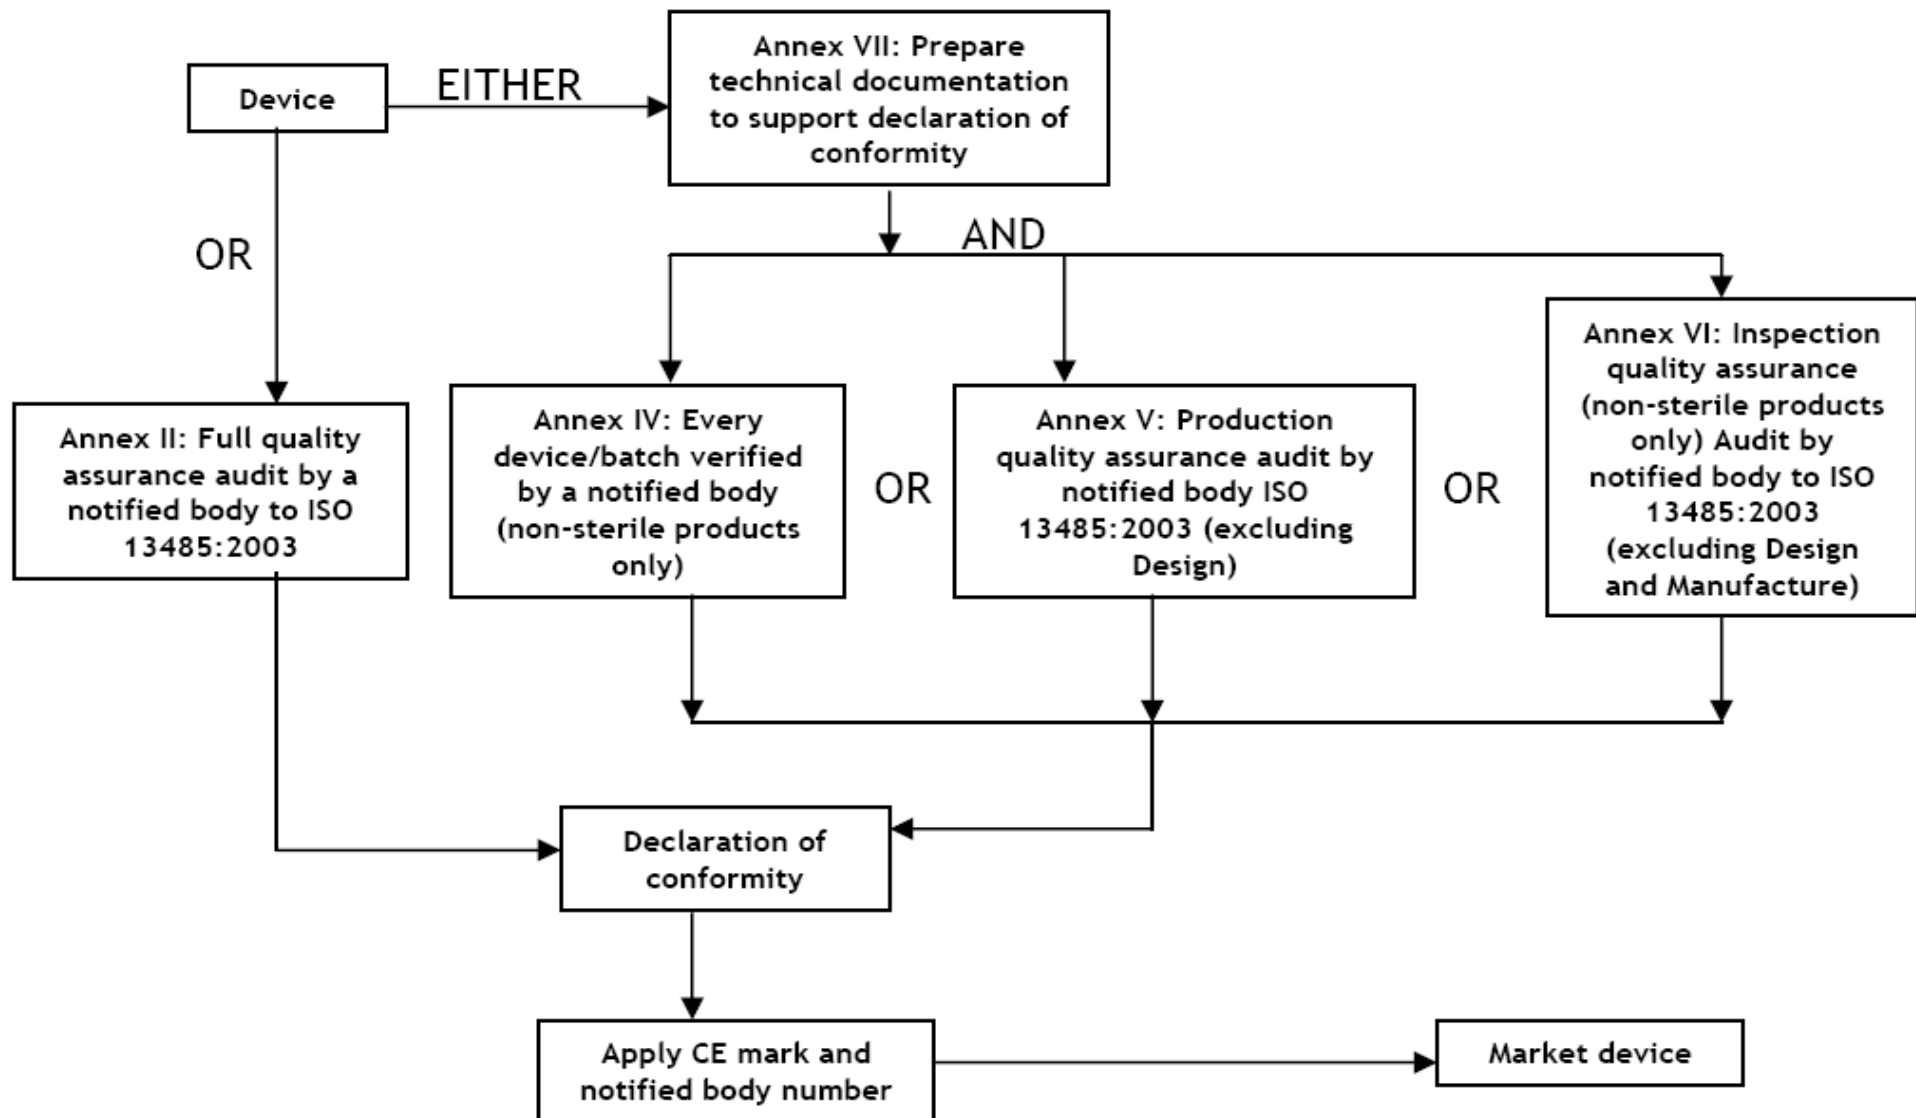 Annex VII: Prepare
technical documentation
to support declaration of
conformity
Device
EITHER
OR
AND
Annex II: Full quality
assurance audit by a
notified body to ISO
13485:2003
Annex IV: Every
device/batch verified
by a notified body
(non-sterile products
only)
OR
Annex V: Production
quality assurance audit by
notified body ISO
13485:2003 (excluding
Design)
OR
Annex VI: Inspection
quality assurance
(non-sterile products
only) Audit by
notified body to ISO
13485:2003
(excluding Design
and Manufacture)
Declaration of
conformity
Apply CE mark and
notified body number
Market device